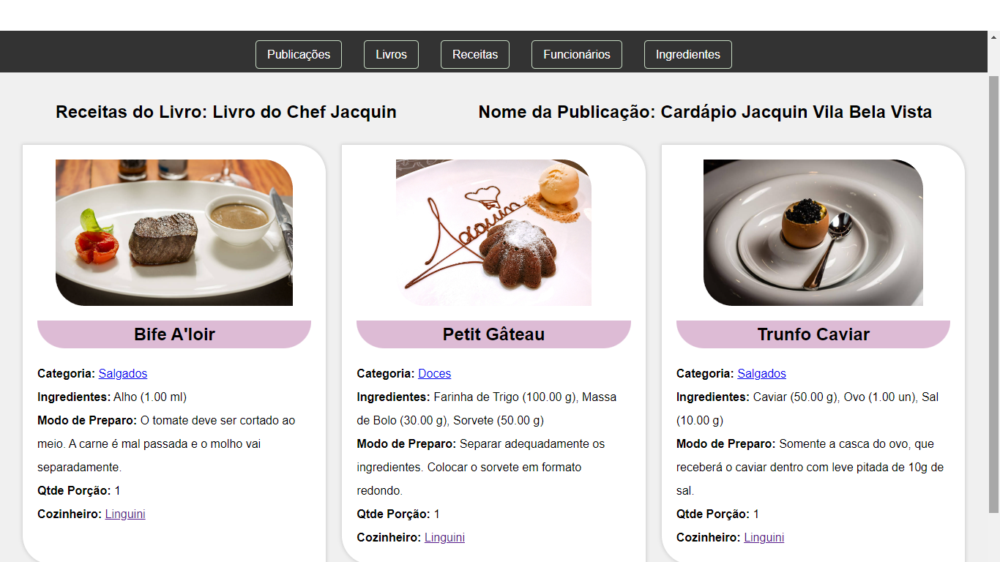 Publicações Livros Receitas Funcionários Ingredientes
Receitas do Livro: Livro do Chef Jacquin
Nome da Publicação: Cardápio Jacquin Vila Bela Vista
Jacquin
Bife A'loir
Categoria: Salgados
Ingredientes: Alho (1.00 ml)
Modo de Preparo: O tomate deve ser cortado ao
meio. A carne é mal passada e o molho vai
separadamente.
Qtde Porção: 1
Cozinheiro: Linguini
Petit Gâteau
Categoria: Doces
Ingredientes: Farinha de Trigo (100.00 g), Massa
de Bolo (30.00 g), Sorvete (50.00 g)
Modo de Preparo: Separar adequadamente os
ingredientes. Colocar o sorvete em formato
redondo.
Qtde Porção: 1
Cozinheiro: Linguini
Trunfo Caviar
Categoria: Salgados
Ingredientes: Caviar (50.00 g), Ovo (1.00 un), Sal
(10.00 g)
Modo de Preparo: Somente a casca do ovo, que
receberá o caviar dentro com leve pitada de 10g de
sal.
Qtde Porção: 1
Cozinheiro: Linguini